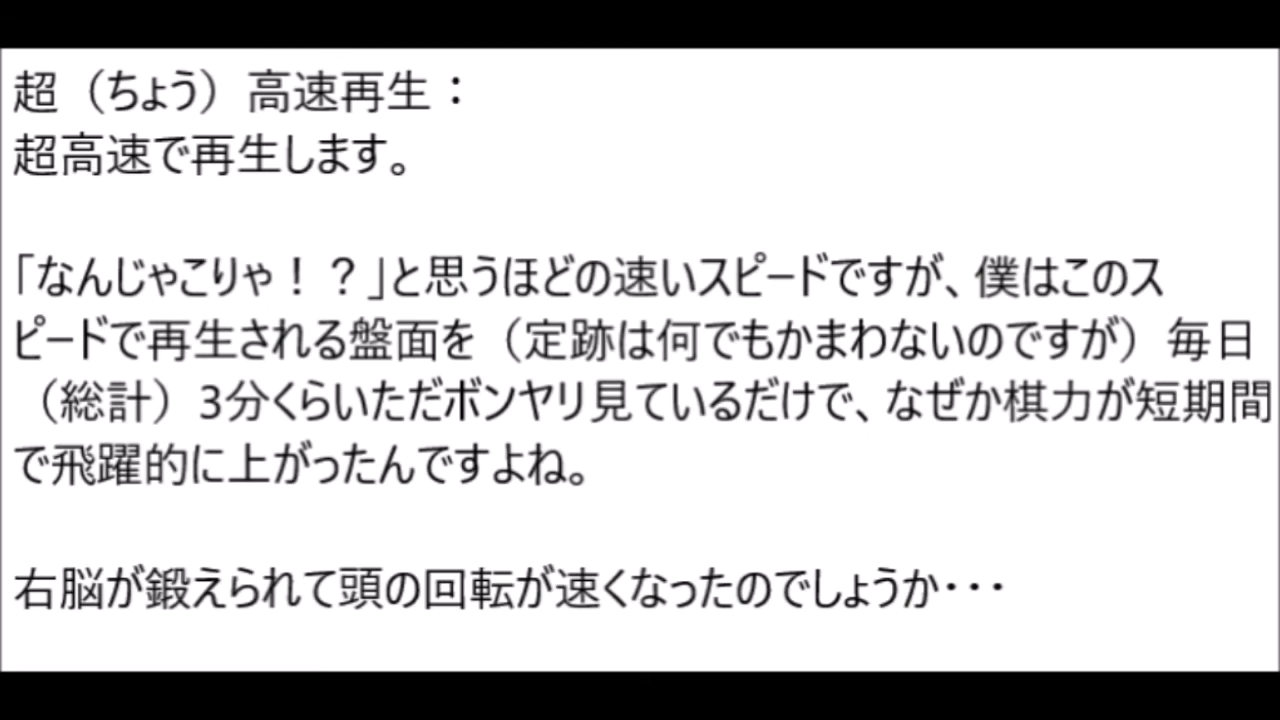 超（ちょう）高速再生：
超高速で再生します。
「なんじゃこりゃ！？」と思うほどの速いスピードですが、僕はこのス
ピードで再生される盤面を（定跡は何でもかまわないのですが）毎日
（総計）3分くらいただボンヤリ見ているだけで、なぜか棋力が短期間
で飛躍的に上がったんですよね。
右脳が鍛えられて頭の回転が速くなったのでしょうか・・・